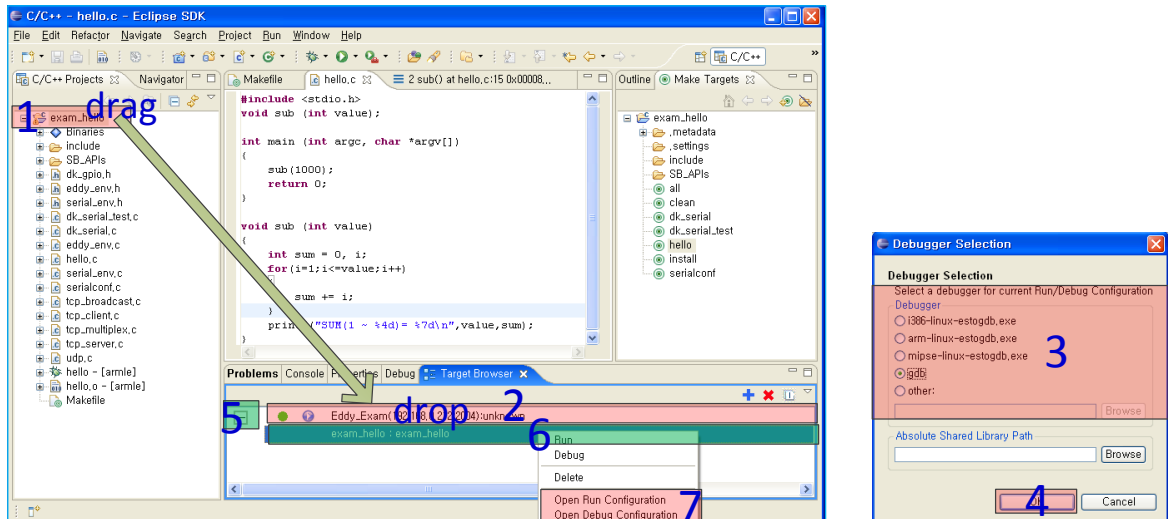 C/C++ - hello.c - Eclipse SDK
File Edit Refactor Navigate Search Project Run Window Help
C/C++
C/C++ Projects Navigator
1 drag
exam_hello
Binaries
include
SB_APIs
dk_gpio.h
eddy_env.h
serial_env.h
dk_serial_test.c
dk_serial.c
eddy_env.c
hello.c
serial_env.c
serialconf.c
tcp_broadcast.c
tcp_client.c
tcp_multiplex.c
tcp_server.c
udp.c
hello - [armle]
hello.o - [armle]
Makefile
Makefile hello.c 2 sub() at hello.c:15 0x00008...
#include <stdio.h>
void sub (int value);
int main (int argc, char *argv[])
{
sub(1000);
return 0;
}
void sub (int value)
{
int sum = 0, i;
for(i=1;i<=value;i++)
{
sum += i;
}
("SUM(1 ~ %4d)= %7d\n",value,sum);
}
Outline Make Targets
exam_hello
.metadata
.settings
include
SB_APIs
all
clean
dk_serial
dk_serial_test
hello
install
serialconf
Problems Console Properties Debug Target Browser
drop 2
5
exam_hello : exam_hello
6
Run
Debug
Delete
Open Run Configuration
Open Debug Configuration
7
Debugger Selection
Debugger Selection
Select a debugger for current Run/Debug Configuration
Debugger
i386-linux-estogdb.exe
arm-linux-estogdb.exe
mipse-linux-estogdb.exe
gdb
other:
3
Browse
Absolute Shared Library Path
Browse
4
Cancel